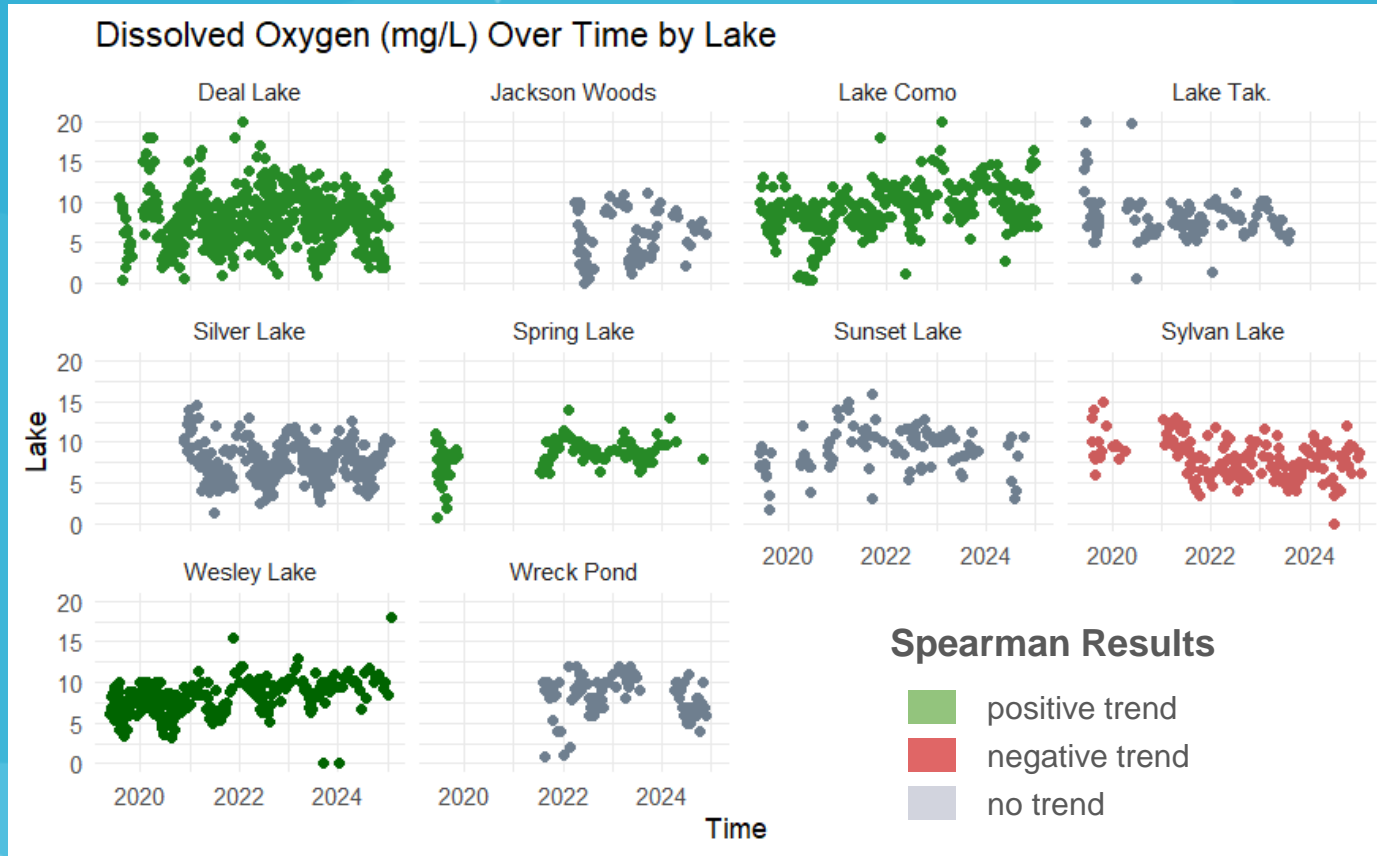 Dissolved Oxygen (mg/L) Over Time by Lake
Deal Lake
Jackson Woods
Lake Como
Lake Tak.
20
15
10
5
0
Silver Lake
Spring Lake
Sunset Lake
Sylvan Lake
20
15
10
5
0
Lake
2020 2022 2024
2020 2022 2024
Wesley Lake
Wreck Pond
20
15
10
5
0
2020 2022 2024
2020 2022 2024
Time
Spearman Results
positive trend
negative trend
no trend